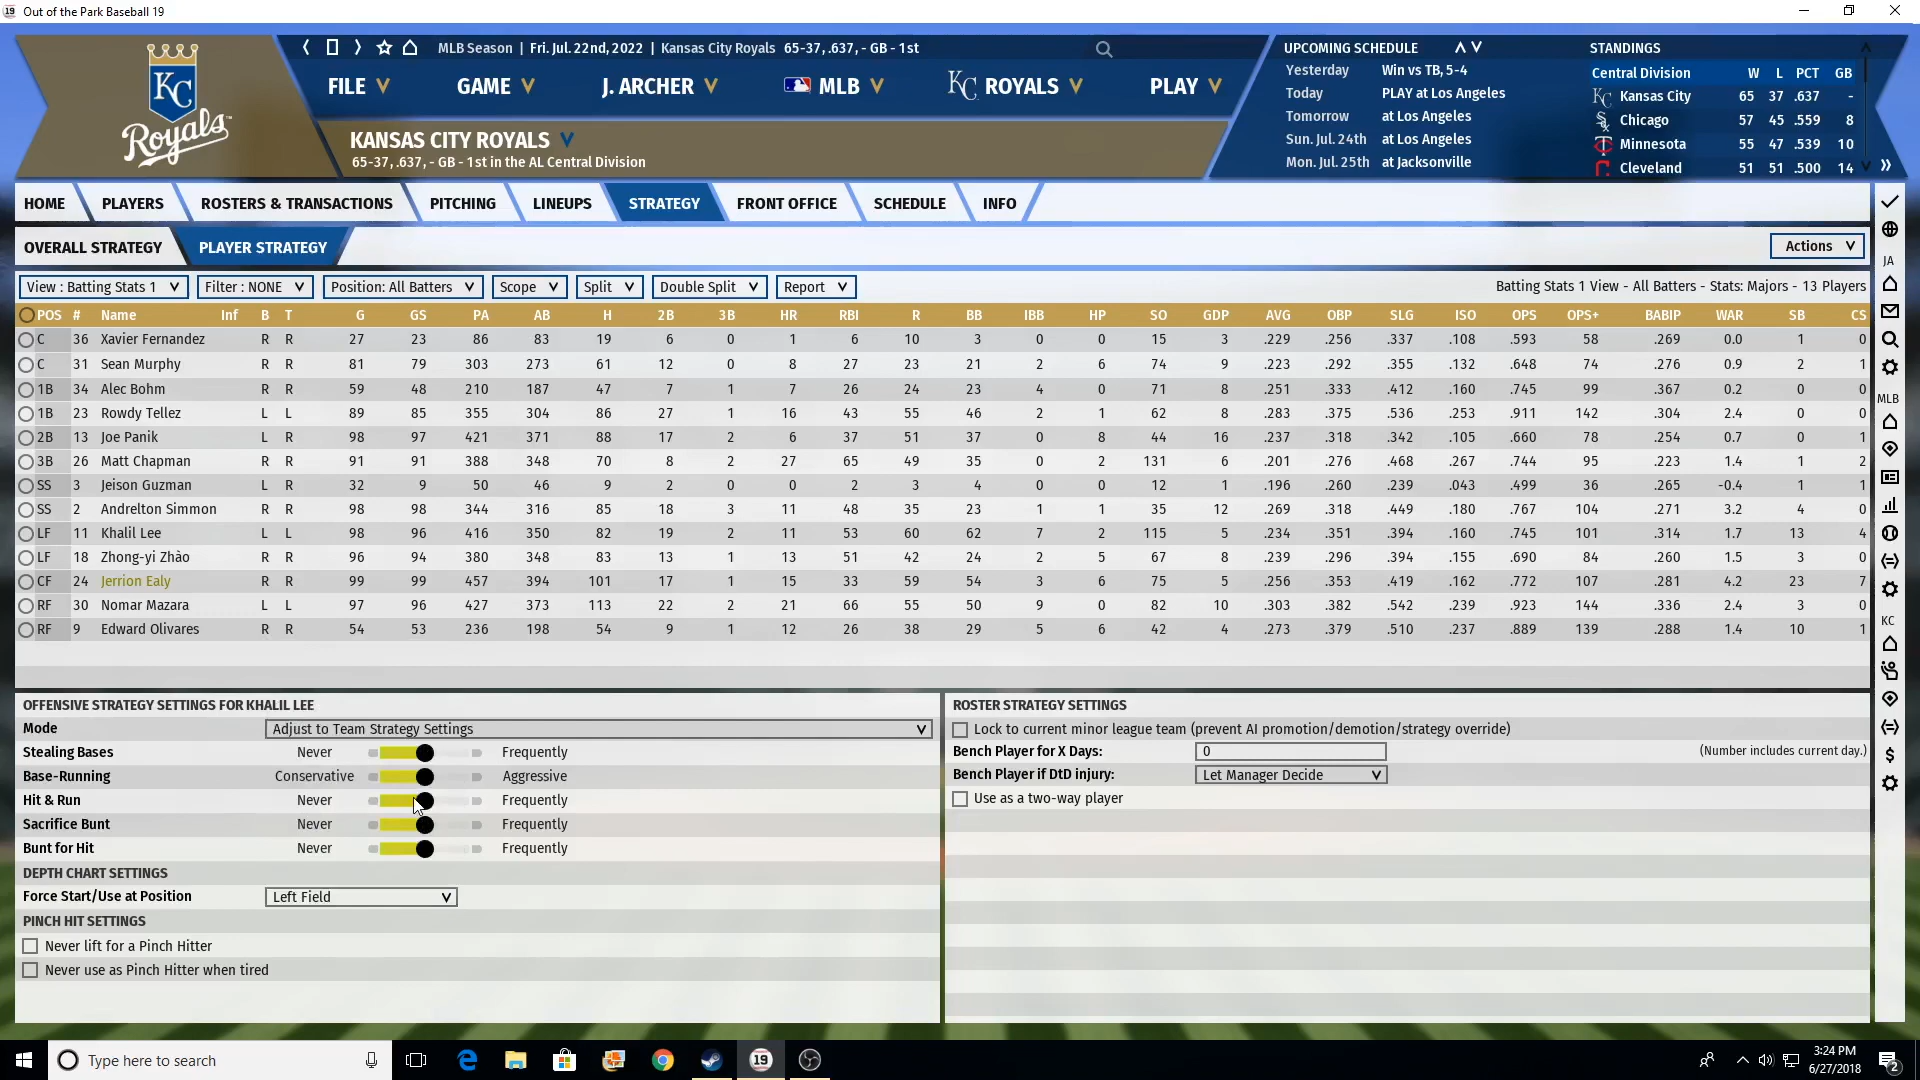 Out of the Park Baseball 19
MLB Season | Fri. Jul. 22nd, 2022 | Kansas City Royals 65-37, .637, - GB - 1st
KC
Royals
FILE GAME J. ARCHER MLB KC ROYALS PLAY
KANSAS CITY ROYALS
65-37, .637, - GB - 1st in the AL Central Division
UPCOMING SCHEDULE
Yesterday Win vs TB, 5-4
Today PLAY at Los Angeles
Tomorrow at Los Angeles
Sun. Jul. 24th at Los Angeles
Mon. Jul. 25th at Jacksonville
STANDINGS
Central Division W L PCT GB
Kansas City 65 37 .637 -
Chicago 57 45 .559 8
Minnesota 55 47 .539 10
Cleveland 51 51 .500 14
HOME PLAYERS ROSTERS & TRANSACTIONS PITCHING LINEUPS STRATEGY FRONT OFFICE SCHEDULE INFO
OVERALL STRATEGY PLAYER STRATEGY Actions
View : Batting Stats 1 Filter : NONE Position: All Batters Scope Split Double Split Report Batting Stats 1 View - All Batters - Stats: Majors - 13 Players
POS # Name Inf B T G GS PA AB H 2B 3B HR RBI R BB IBB HP SO GDP AVG OBP SLG ISO OPS OPS+ BABIP WAR SB CS
C 36 Xavier Fernandez R R 27 23 86 83 19 6 0 1 6 10 3 0 0 15 3 .229 .256 .337 .108 .593 58 .269 0.0 1 0
C 31 Sean Murphy R R 81 79 303 273 61 12 0 8 27 23 21 2 6 74 9 .223 .292 .355 .132 .648 74 .276 0.9 2 1
1B 34 Alec Bohm R R 59 48 210 187 47 7 1 7 26 24 23 4 0 71 8 .251 .333 .412 .160 .745 99 .367 0.2 0 0
1B 23 Rowdy Tellez L L 89 85 355 304 86 27 1 16 43 55 46 2 1 62 8 .283 .375 .536 .253 .911 142 .304 2.4 0 0
2B 13 Joe Panik L R 98 97 421 371 88 17 2 6 37 51 37 0 8 44 16 .237 .318 .342 .105 .660 78 .254 0.7 0 1
3B 26 Matt Chapman R R 91 91 388 348 70 8 2 27 65 49 35 0 2 131 6 .201 .276 .468 .267 .744 95 .223 1.4 1 2
SS 3 Jeison Guzman L R 32 9 50 46 9 2 0 0 2 3 4 0 0 12 1 .196 .260 .239 .043 .499 36 .265 -0.4 1 1
SS 2 Andrelton Simmon R R 98 98 344 316 85 18 3 11 48 35 23 1 1 35 12 .269 .318 .449 .180 .767 104 .271 3.2 4 0
LF 11 Khalil Lee L L 98 96 416 350 82 19 2 11 53 60 62 7 2 115 5 .234 .351 .394 .160 .745 101 .314 1.7 13 4
LF 18 Zhong-yi Zhào R R 96 94 380 348 83 13 1 13 51 42 24 2 5 67 8 .239 .296 .394 .155 .690 84 .260 1.5 3 0
CF 24 Jerrion Ealy R R 99 99 457 394 101 17 1 15 33 59 54 3 6 75 5 .256 .353 .419 .162 .772 107 .281 4.2 23 7
RF 30 Nomar Mazara L L 97 96 427 373 113 22 2 21 66 55 50 9 0 82 10 .303 .382 .542 .239 .923 144 .336 2.4 3 0
RF 9 Edward Olivares R R 54 53 236 198 54 9 1 12 26 38 29 5 6 42 4 .273 .379 .510 .237 .889 139 .288 1.4 10 1
OFFENSIVE STRATEGY SETTINGS FOR KHALIL LEE
Mode Adjust to Team Strategy Settings
Stealing Bases Never Frequently
Base-Running Conservative Aggressive
Hit & Run Never Frequently
Sacrifice Bunt Never Frequently
Bunt for Hit Never Frequently
DEPTH CHART SETTINGS
Force Start/Use at Position Left Field
PINCH HIT SETTINGS
Never lift for a Pinch Hitter
Never use as Pinch Hitter when tired
ROSTER STRATEGY SETTINGS
Lock to current minor league team (prevent AI promotion/demotion/strategy override)
Bench Player for X Days: 0 (Number includes current day.)
Bench Player if DtD injury: Let Manager Decide
Use as a two-way player
JA
MLB
KC
Type here to search
19
3:24 PM
6/27/2018
2